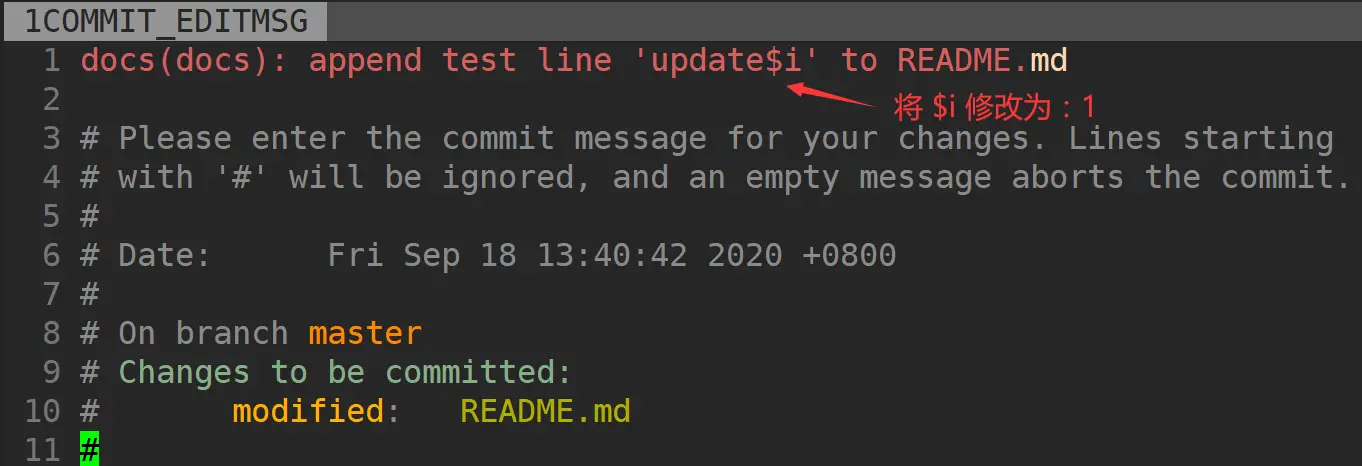 1COMMIT_EDITMSG
1 docs(docs): append test line 'update$i' to README.md
2
将 $i 修改为：1
3 # Please enter the commit message for your changes. Lines starting
4 # with '#' will be ignored, and an empty message aborts the commit.
5 #
6 # Date:      Fri Sep 18 13:40:42 2020 +0800
7 #
8 # On branch master
9 # Changes to be committed:
10 #       modified:   README.md
11 #